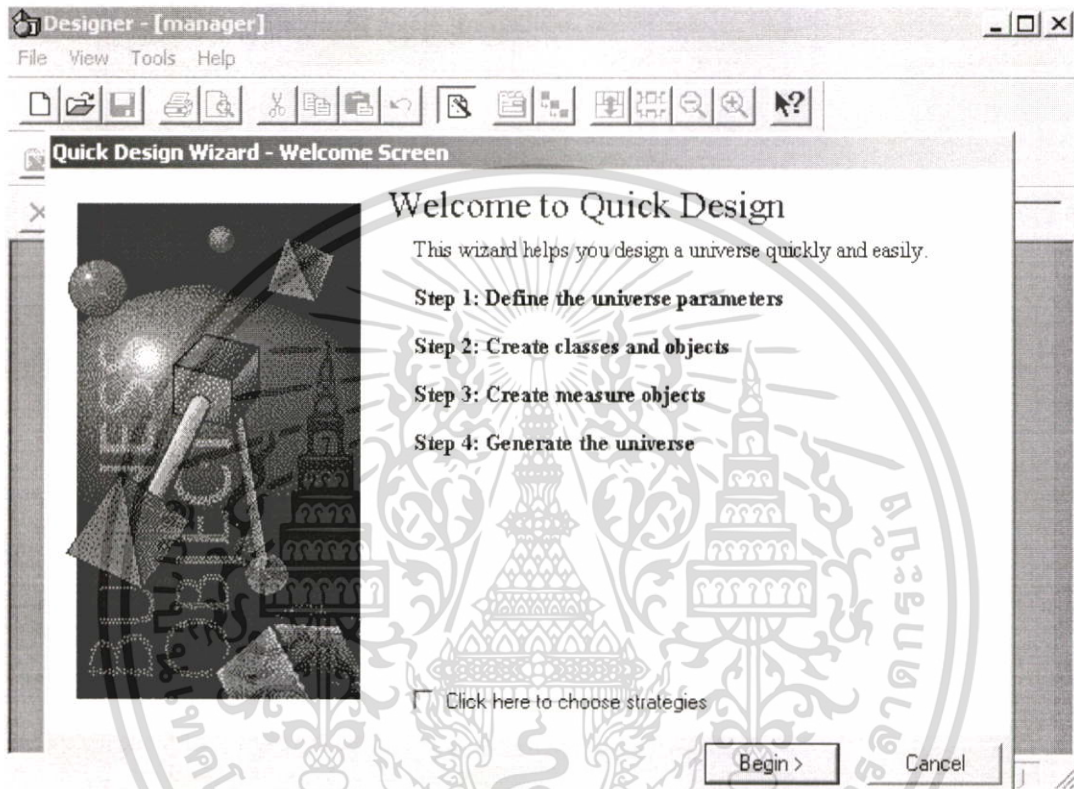 Designer - [manager]
File View Tools Help
Quick Design Wizard - Welcome Screen
Welcome to Quick Design
This wizard helps you design a universe quickly and easily.
Step 1: Define the universe parameters
Step 2: Create classes and objects
Step 3: Create measure objects
Step 4: Generate the universe
BUSINESS
OBJECTS
Click here to choose strategies
Begin >
Cancel